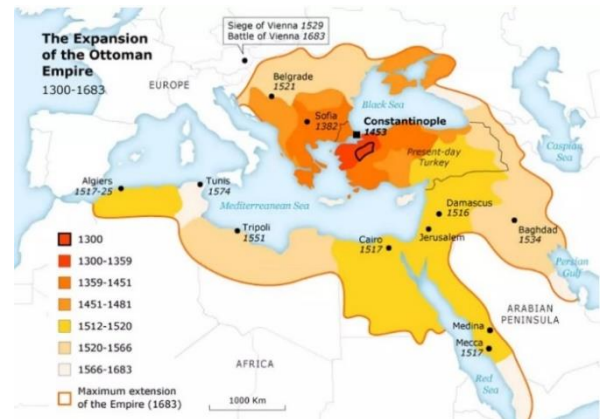 The Expansion
of the Ottoman
Empire
1300-1683
Siege of Vienna 1529
Battle of Vienna 1683
EUROPE
Belgrade
1521
Black Sea
Sofia
1382
Constantinople
1453
Present-day
Turkey
Caspian
Sea
Algiers
1517-25
Tunis
1574
Mediterranean Sea
Tripoli
1551
Damascus
1516
Jerusalem
Baghdad
1534
Cairo
1517
Persian
Gulf
ARABIAN
PENINSULA
Medina
Mecca
1517
Red
Sea
AFRICA
1300
1300-1359
1359-1451
1451-1481
1512-1520
1520-1566
1566-1683
Maximum extension
of the Empire (1683)
1000 Km